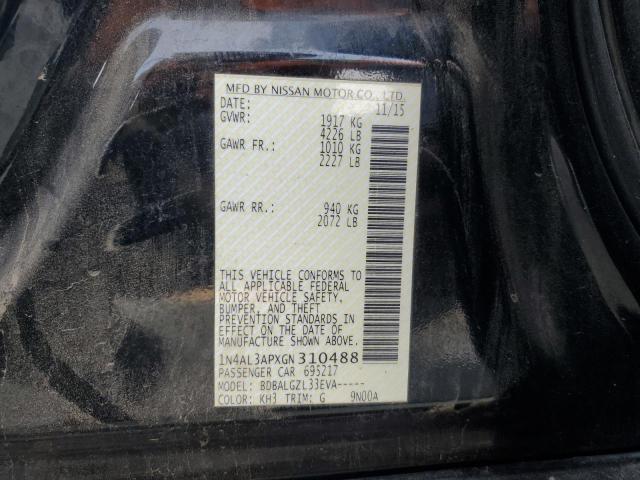 MFD BY NISSAN MOTOR CO., LTD.
DATE: 11/15
GVWR: 1917 KG
4226 LB
GAWR FR.: 1010 KG
2227 LB
GAWR RR.: 940 KG
2072 LB
THIS VEHICLE CONFORMS TO
ALL APPLICABLE FEDERAL
MOTOR VEHICLE SAFETY,
BUMPER, AND THEFT
PREVENTION STANDARDS IN
EFFECT ON THE DATE OF
MANUFACTURE SHOWN ABOVE.
1N4AL3APXGN310488
PASSENGER CAR 695217
MODEL: BDBALGZL33EVA-----
COLOR: KH3 TRIM: G 9N00A